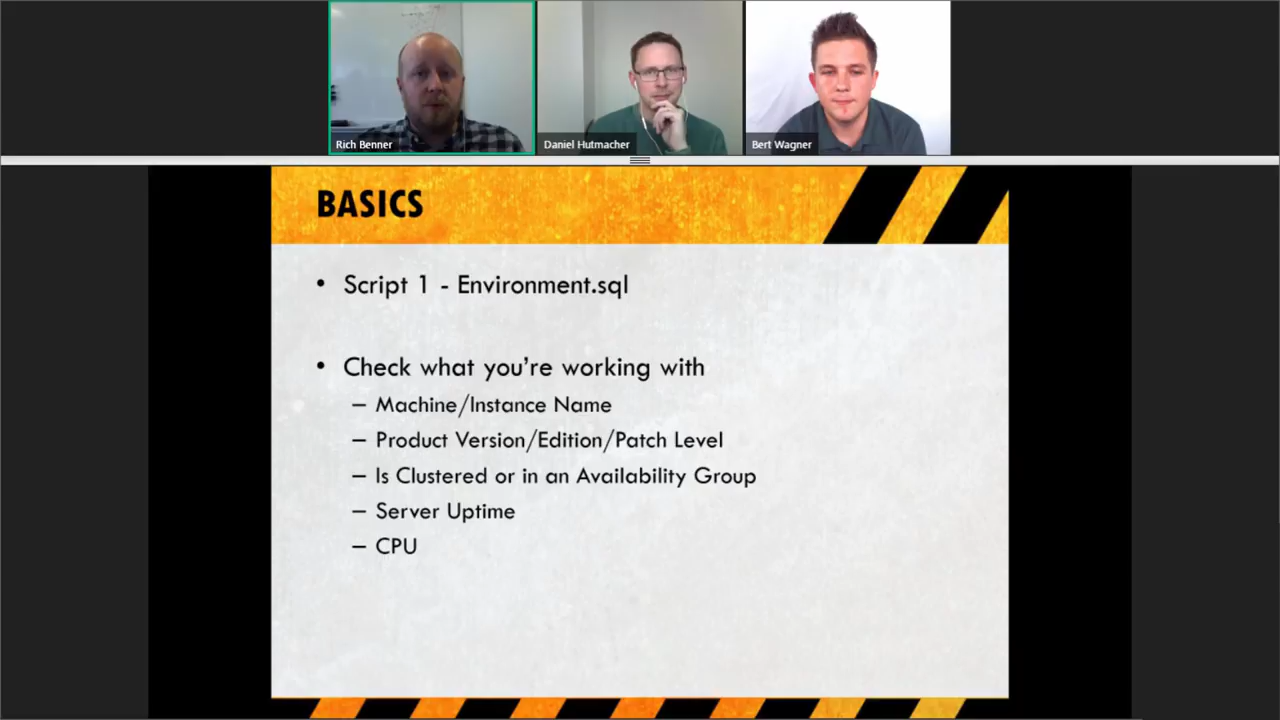 Rich Benner
Daniel Hutmacher
Bert Wagner
BASICS
• Script 1 - Environment.sql
• Check what you're working with
– Machine/Instance Name
– Product Version/Edition/Patch Level
– Is Clustered or in an Availability Group
– Server Uptime
– CPU